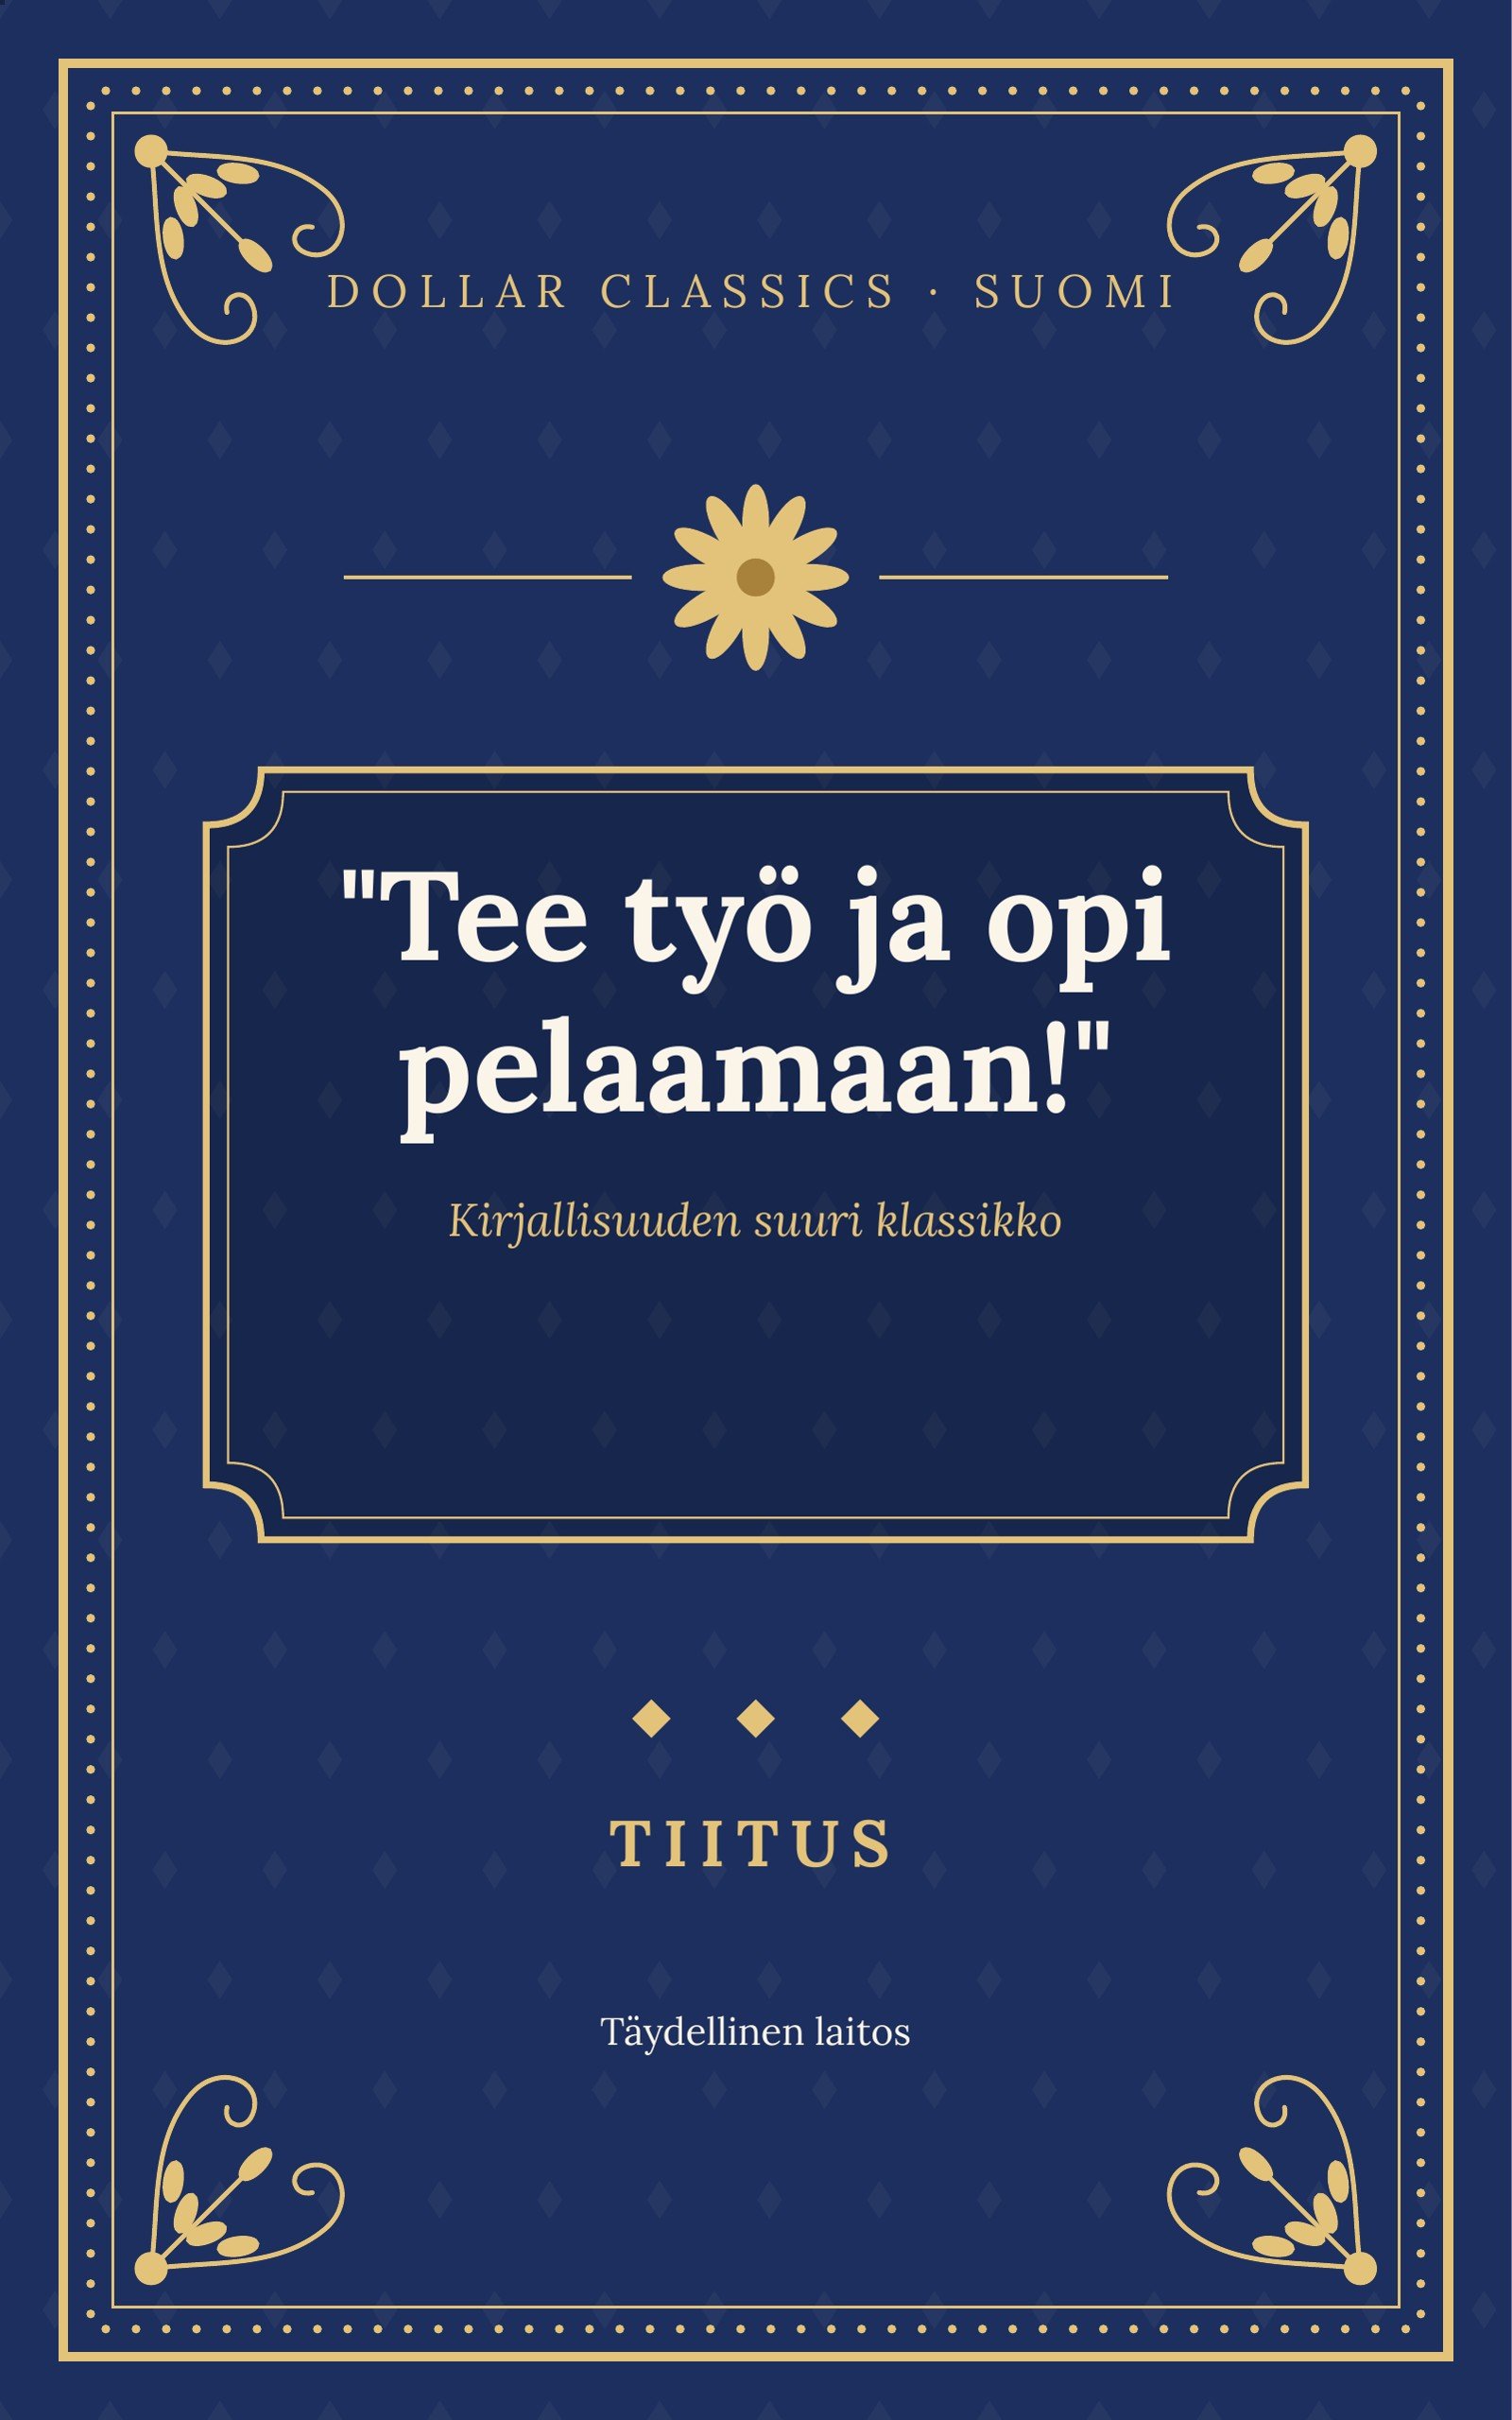 DOLLAR CLASSICS · SUOMI
"Tee työ ja opi
pelaamaan!"
Kirjallisuuden suuri klassikko
TIITUS
Täydellinen laitos